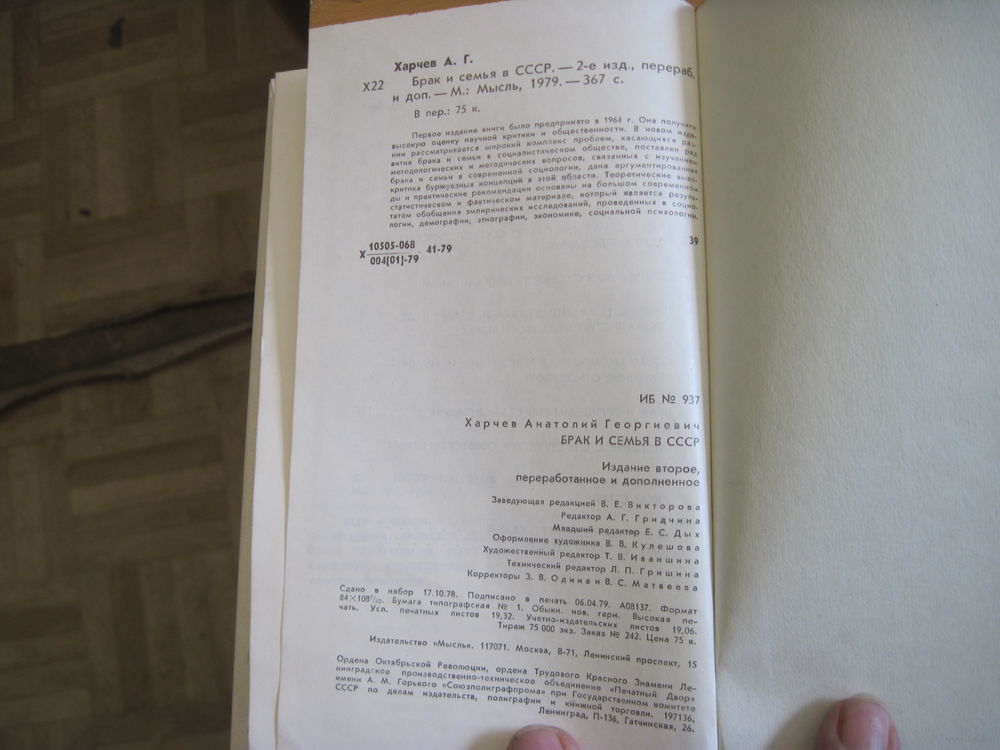 Харчев А. Г.
Х22 Брак и семья в СССР. — 2-е изд., перераб.
и доп. — М.: Мысль, 1979. — 367 с.
В пер.: 75 к.
Первое издание книги было предпринято в 1964 г. Она получила
высокую оценку научной критики и общественности. В новом изда-
нии рассматривается широкий комплекс проблем, касающихся раз-
вития брака и семьи в социалистическом обществе, поставлен ряд
методологических и методических вопросов, связанных с изучением
брака и семьи в современной социологии, дана аргументированная
критика буржуазных концепций в этой области. Теоретические выво-
ды и практические рекомендации основаны на большом современном
статистическом и фактическом материале, который является резуль-
татом обобщения эмпирических исследований, проведенных в социо-
логии, демографии, этнографии, экономике, социальной психологии.
39
Х 10505-068 41-79
004[01]-79
ИБ № 937
Харчев Анатолий Георгиевич
БРАК И СЕМЬЯ В СССР
Издание второе,
переработанное и дополненное
Заведующая редакцией В. Е. Викторова
Редактор А. Г. Гридчина
Младший редактор Е. С. Дых
Оформление художника В. В. Кулешова
Художественный редактор Т. В. Иваншина
Технический редактор Л. П. Гришина
Корректоры З. В. Одина и В. С. Матвеева
Сдано в набор 17.10.78. Подписано в печать 06.04.79. А08137. Формат
84×108 1/32. Бумага типографская № 1. Обыкн. нов. гарн. Высокая пе-
чать. Усл. печатных листов 19,32. Учетно-издательских листов 19,06.
Тираж 75 000 экз. Заказ № 242. Цена 75 к.
Издательство «Мысль». 117071. Москва, В-71, Ленинский проспект, 15
Ордена Октябрьской Революции, ордена Трудового Красного Знамени Ле-
нинградское производственно-техническое объединение «Печатный Двор»
имени А. М. Горького «Союзполиграфпрома» при Государственном комитете
СССР по делам издательств, полиграфии и книжной торговли. 197136,
Ленинград, П-136, Гатчинская, 26.